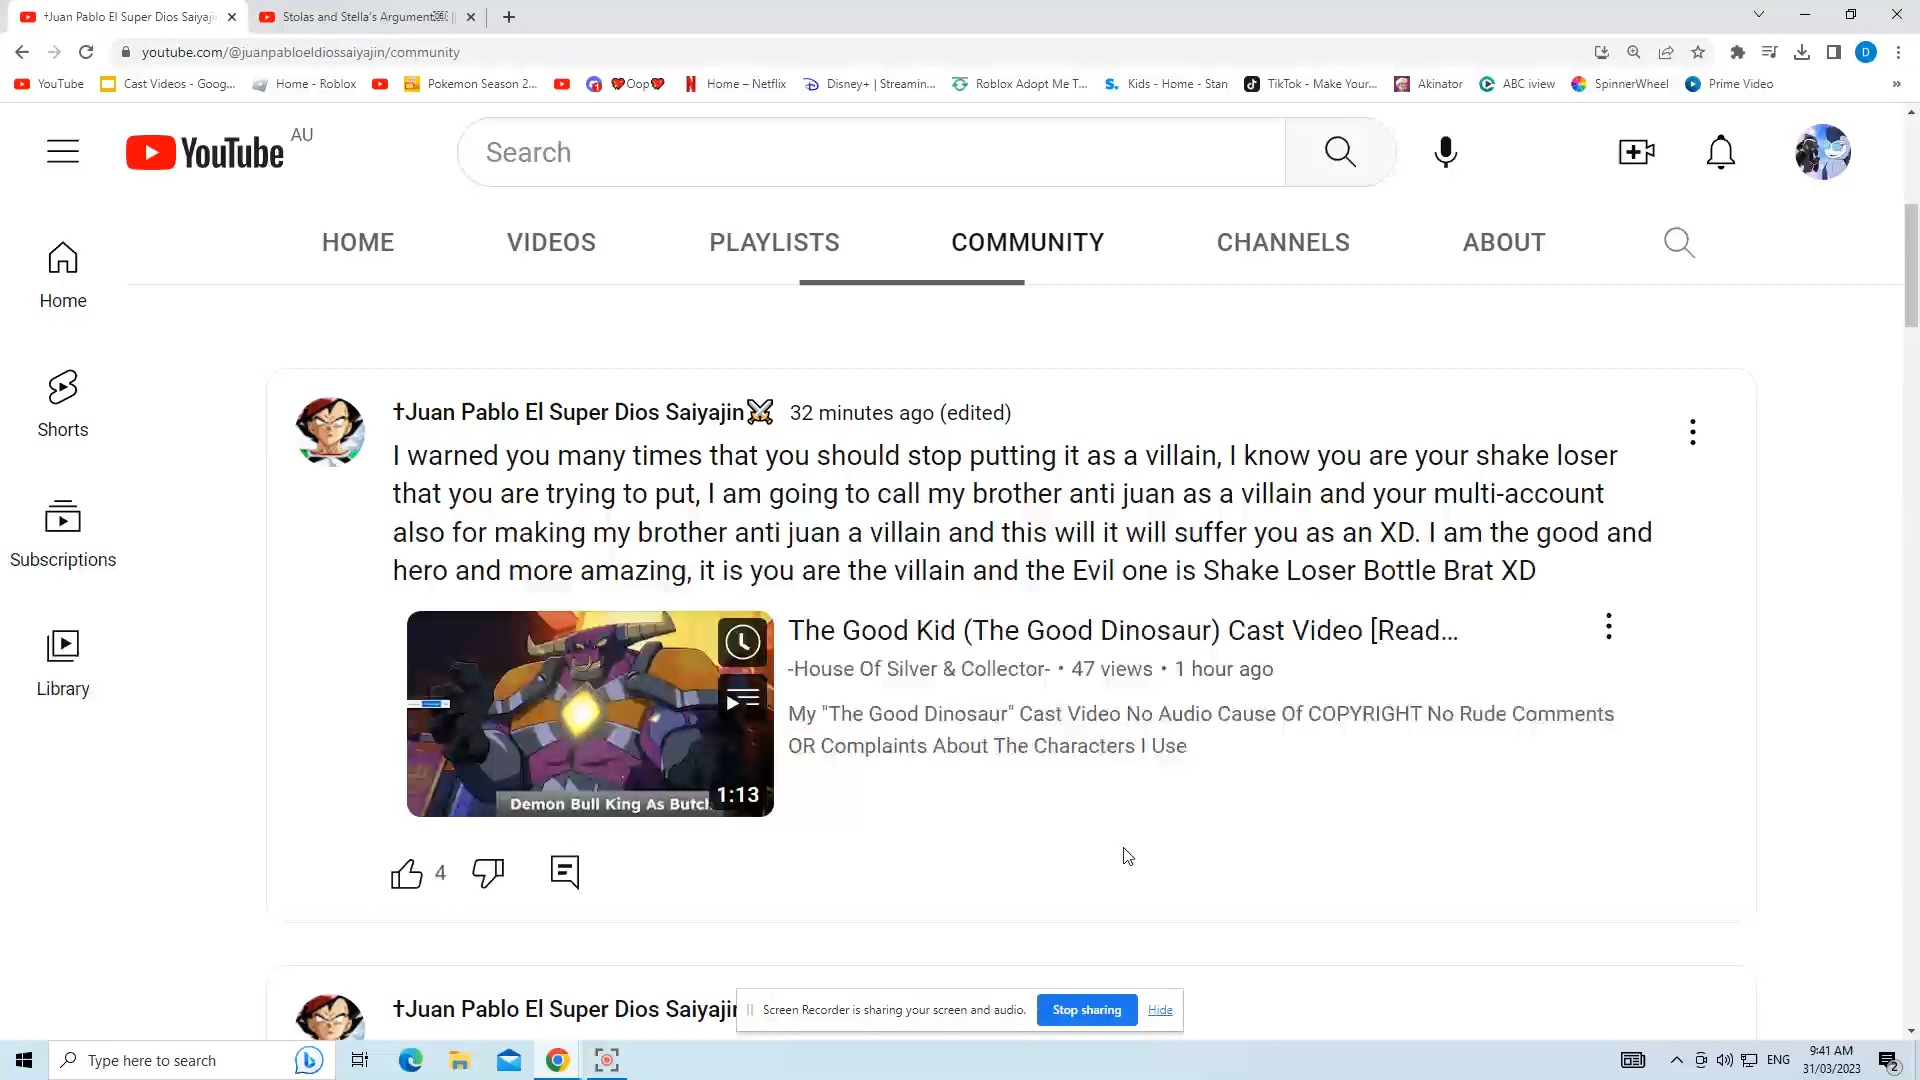 †Juan Pablo El Super Dios Saiyajin
Stolas and Stella's Argument
youtube.com/@juanpabloeldiossaiyajin/community
D
YouTube
Cast Videos - Goog...
Home - Roblox
Pokemon Season 2...
❤Oop❤
Home – Netflix
Disney+ | Streamin...
Roblox Adopt Me T...
Kids - Home - Stan
TikTok - Make Your...
Akinator
ABC iview
SpinnerWheel
Prime Video
»
YouTube AU
Search
HOME
VIDEOS
PLAYLISTS
COMMUNITY
CHANNELS
ABOUT
Home
Shorts
Subscriptions
Library
†Juan Pablo El Super Dios Saiyajin⚔ 32 minutes ago (edited)
I warned you many times that you should stop putting it as a villain, I know you are your shake loser
that you are trying to put, I am going to call my brother anti juan as a villain and your multi-account
also for making my brother anti juan a villain and this will it will suffer you as an XD. I am the good and
hero and more amazing, it is you are the villain and the Evil one is Shake Loser Bottle Brat XD
Demon Bull King As Butch
1:13
The Good Kid (The Good Dinosaur) Cast Video [Read...
-House Of Silver & Collector- • 47 views • 1 hour ago
My "The Good Dinosaur" Cast Video No Audio Cause Of COPYRIGHT No Rude Comments
OR Complaints About The Characters I Use
4
†Juan Pablo El Super Dios Saiyajin
Screen Recorder is sharing your screen and audio.
Stop sharing
Hide
Type here to search
ENG
9:41 AM
31/03/2023
2